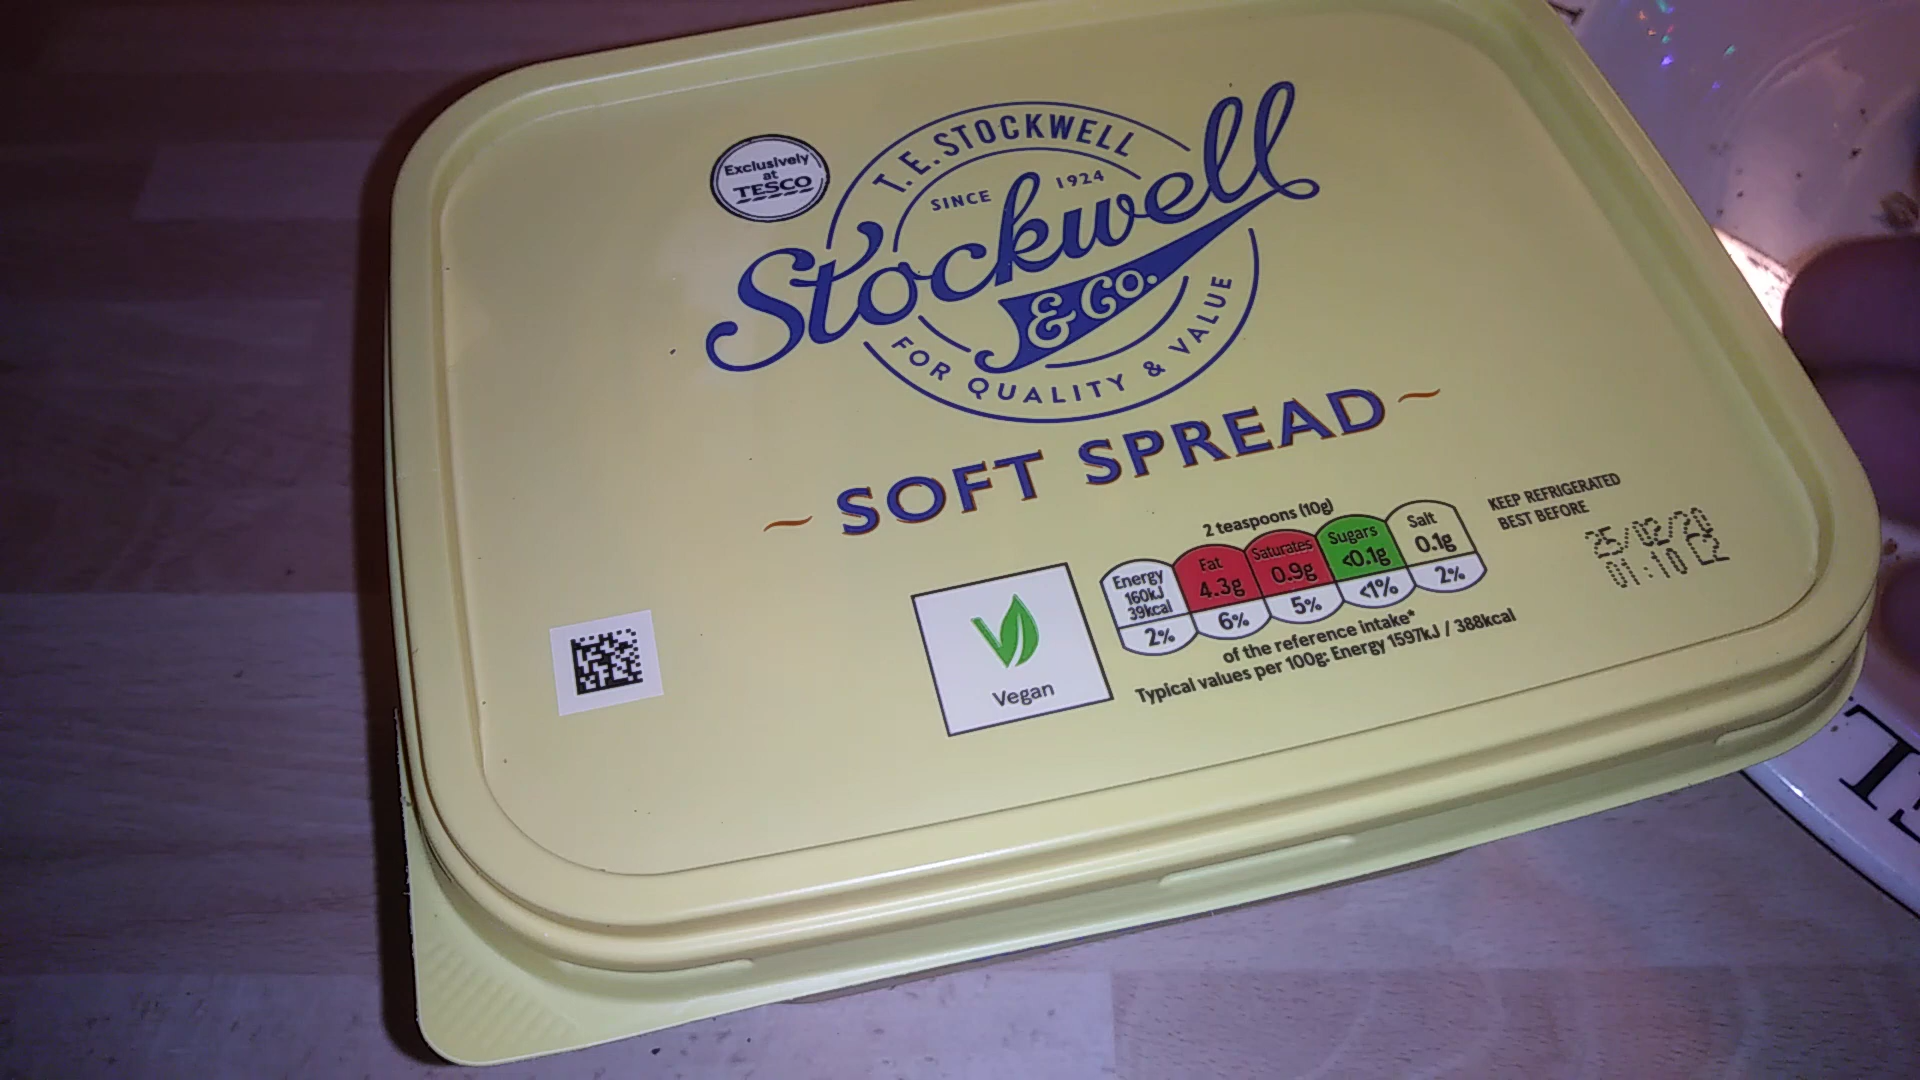 Exclusively
at
TESCO
T. E. STOCKWELL
SINCE 1924
Stockwell
& Co.
FOR QUALITY & VALUE
~ SOFT SPREAD ~
2 teaspoons (10g)
Energy
160kJ
39kcal
2%
Fat
4.3g
6%
Saturates
0.9g
5%
Sugars
<0.1g
<1%
Salt
0.1g
2%
of the reference intake*
Typical values per 100g: Energy 1597kJ / 388kcal
KEEP REFRIGERATED
BEST BEFORE
01:10
Vegan